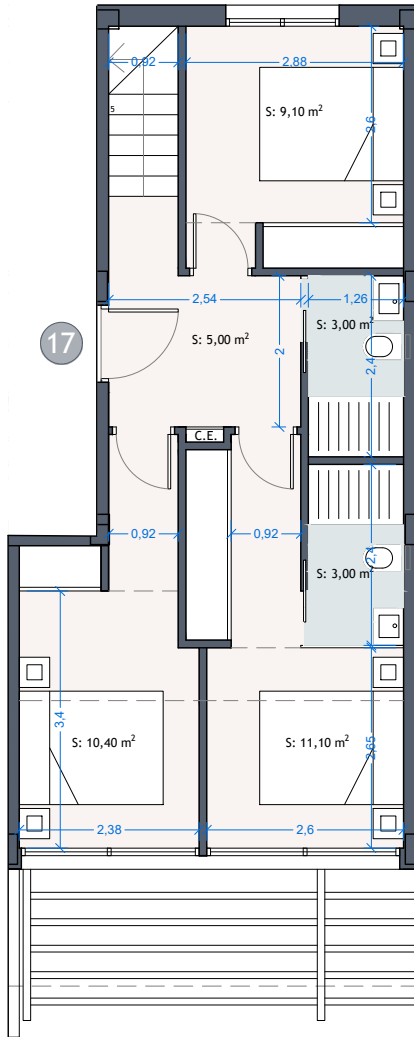 0,92
2,88
5
S: 9,10 m²
2,6
2,54
1,26
17
S: 5,00 m²
2
S: 3,00 m²
2,4
C.E.
0,92
0,92
2,4
S: 3,00 m²
3,4
S: 10,40 m²
S: 11,10 m²
2,65
2,38
2,6